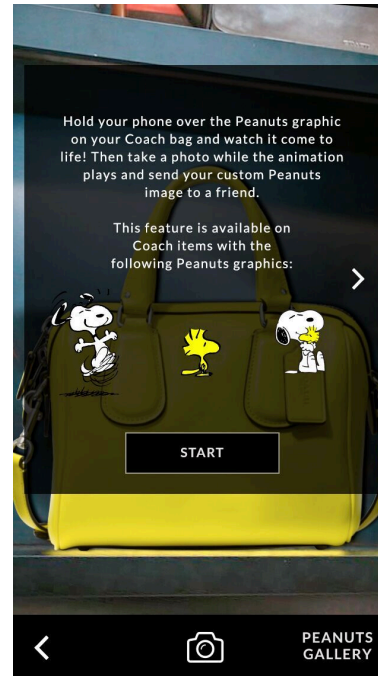 Hold your phone over the Peanuts graphic
on your Coach bag and watch it come to
life! Then take a photo while the animation
plays and send your custom Peanuts
image to a friend.
This feature is available on
Coach items with the
following Peanuts graphics:
START
PEANUTS
GALLERY